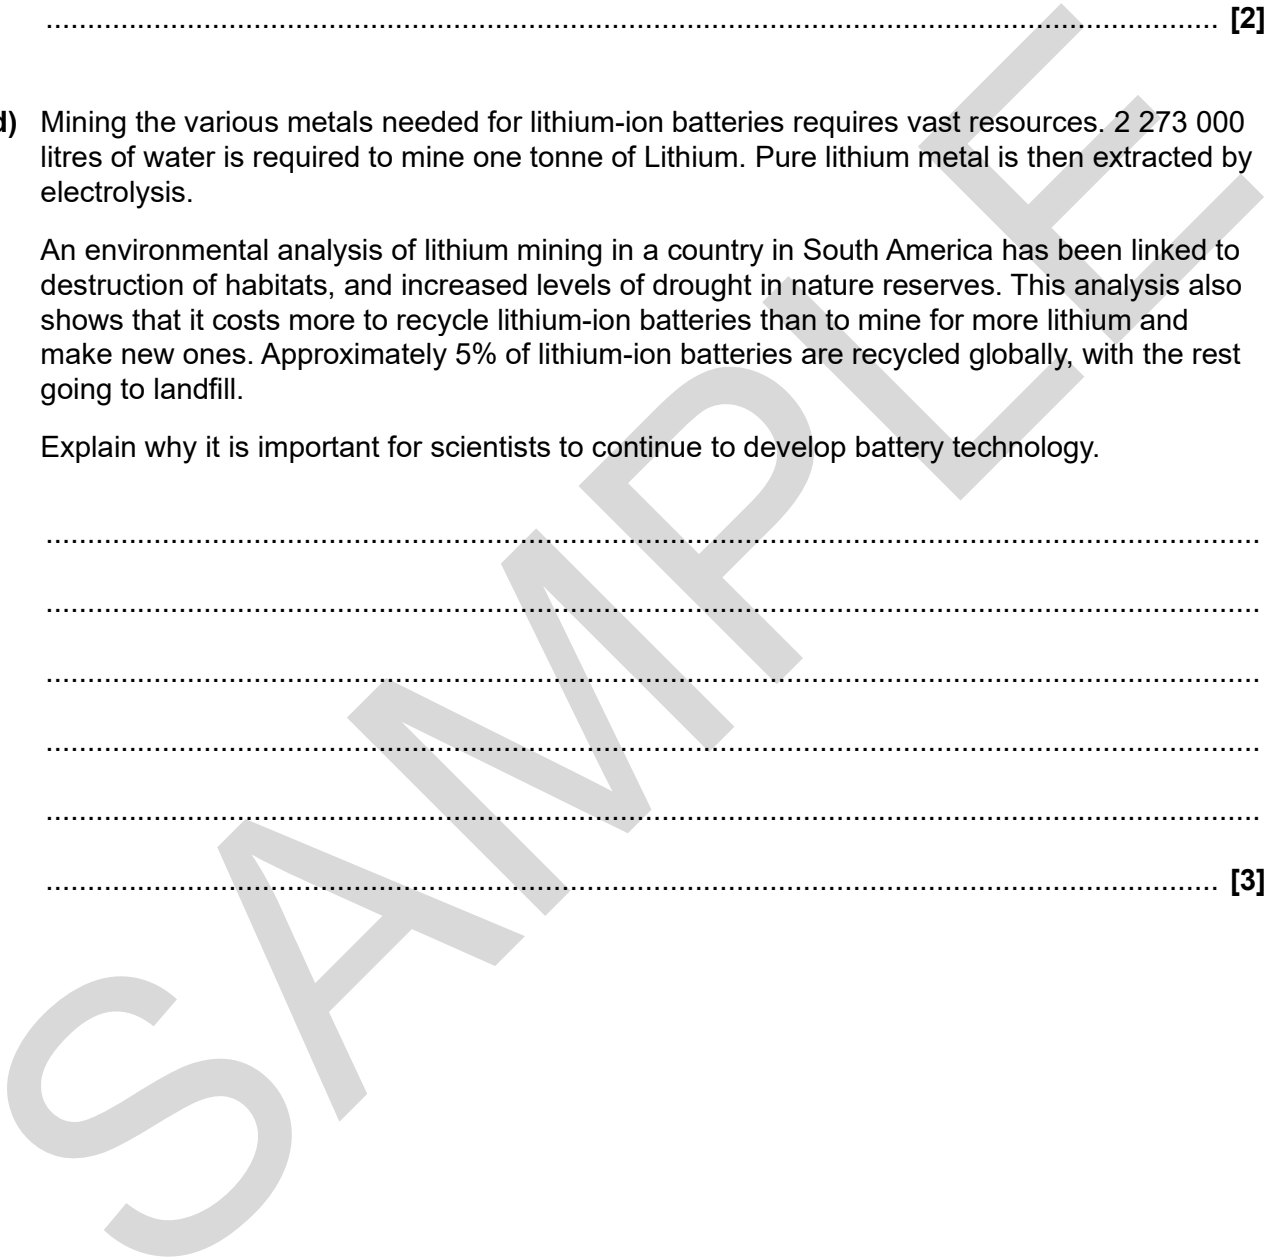 .......................................................................................................................................... [2]
d) Mining the various metals needed for lithium-ion batteries requires vast resources. 2 273 000
litres of water is required to mine one tonne of Lithium. Pure lithium metal is then extracted by
electrolysis.
An environmental analysis of lithium mining in a country in South America has been linked to
destruction of habitats, and increased levels of drought in nature reserves. This analysis also
shows that it costs more to recycle lithium-ion batteries than to mine for more lithium and
make new ones. Approximately 5% of lithium-ion batteries are recycled globally, with the rest
going to landfill.
Explain why it is important for scientists to continue to develop battery technology.
...............................................................................................................................................
...............................................................................................................................................
...............................................................................................................................................
...............................................................................................................................................
...............................................................................................................................................
.......................................................................................................................................... [3]
SAMPLE